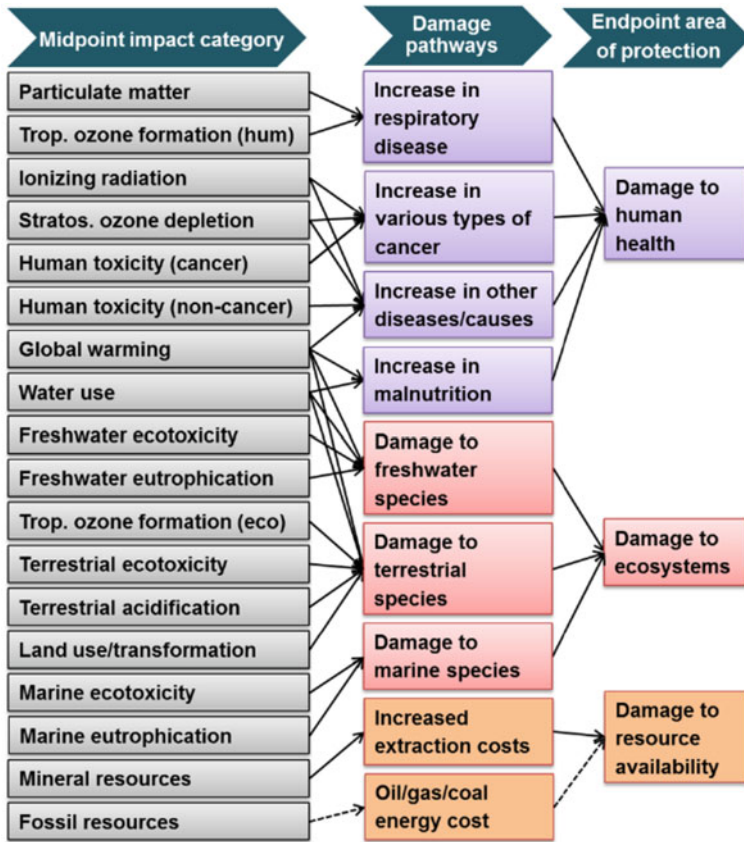 Midpoint impact category
Damage
pathways
Endpoint area
of protection
Particulate matter
Trop. ozone formation (hum)
Ionizing radiation
Stratos. ozone depletion
Human toxicity (cancer)
Human toxicity (non-cancer)
Global warming
Water use
Freshwater ecotoxicity
Freshwater eutrophication
Trop. ozone formation (eco)
Terrestrial ecotoxicity
Terrestrial acidification
Land use/transformation
Marine ecotoxicity
Marine eutrophication
Mineral resources
Fossil resources
Increase in
respiratory
disease
Increase in
various types of
cancer
Increase in other
diseases/causes
Increase in
malnutrition
Damage to
freshwater
species
Damage to
terrestrial
species
Damage to
marine species
Increased
extraction costs
Oil/gas/coal
energy cost
Damage to
human
health
Damage to
ecosystems
Damage to
resource
availability